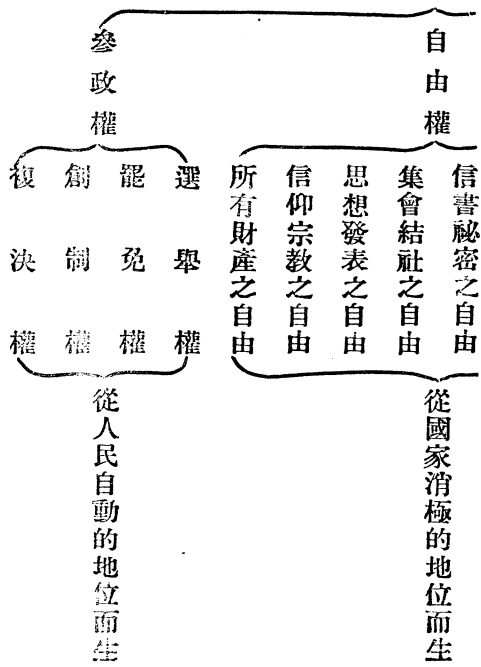 自由權
信書祕密之自由
集會結社之自由
思想發表之自由
信仰宗教之自由
所有財產之自由
從國家消極的地位而生
參政權
選舉權
罷免權
創制權
複決權
從人民自動的地位而生